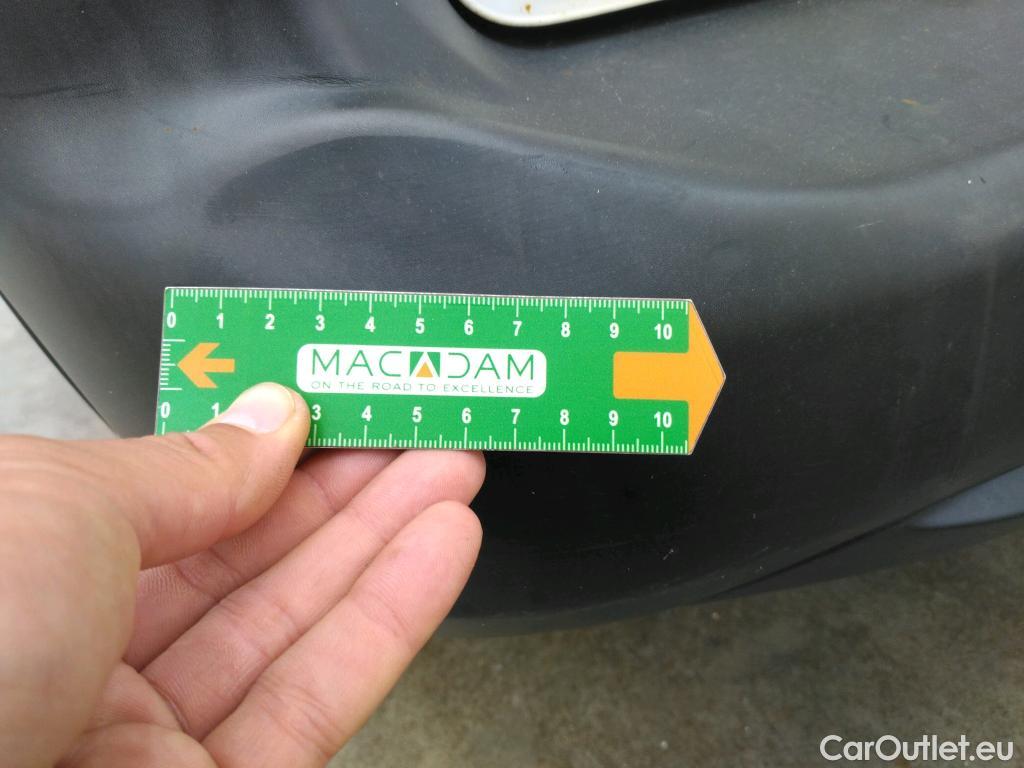 0 1 2 3 4 5 6 7 8 9 10
MACADAM
ON THE ROAD TO EXCELLENCE
0 1 3 4 5 6 7 8 9 10
CarOutlet.eu